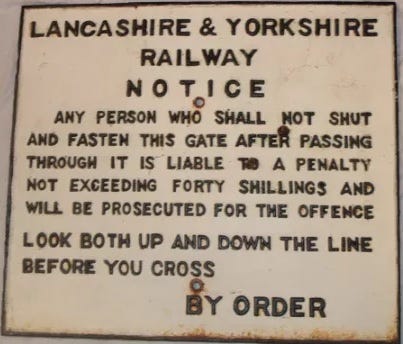 LANCASHIRE & YORKSHIRE
RAILWAY
NOTICE
ANY PERSON WHO SHALL NOT SHUT
AND FASTEN THIS GATE AFTER PASSING
THROUGH IT IS LIABLE TO A PENALTY
NOT EXCEEDING FORTY SHILLINGS AND
WILL BE PROSECUTED FOR THE OFFENCE
LOOK BOTH UP AND DOWN THE LINE
BEFORE YOU CROSS
BY ORDER